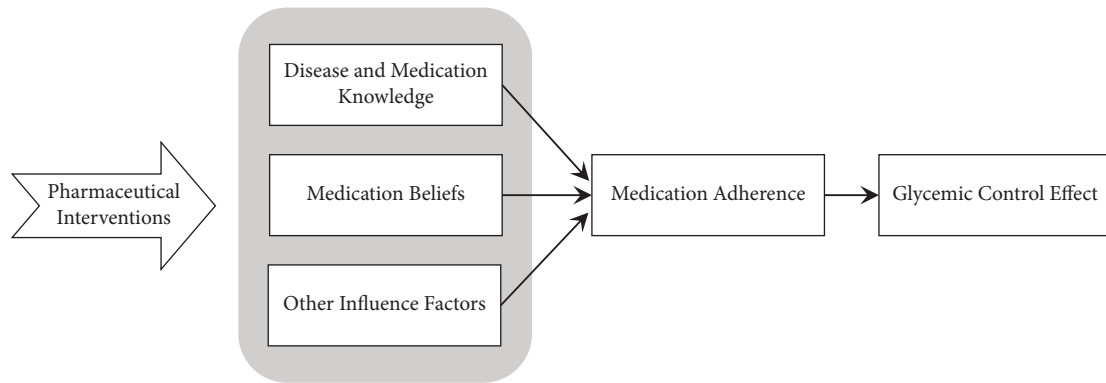 Pharmaceutical
Interventions
Disease and Medication
Knowledge
Medication Beliefs
Other Influence Factors
Medication Adherence
Glycemic Control Effect